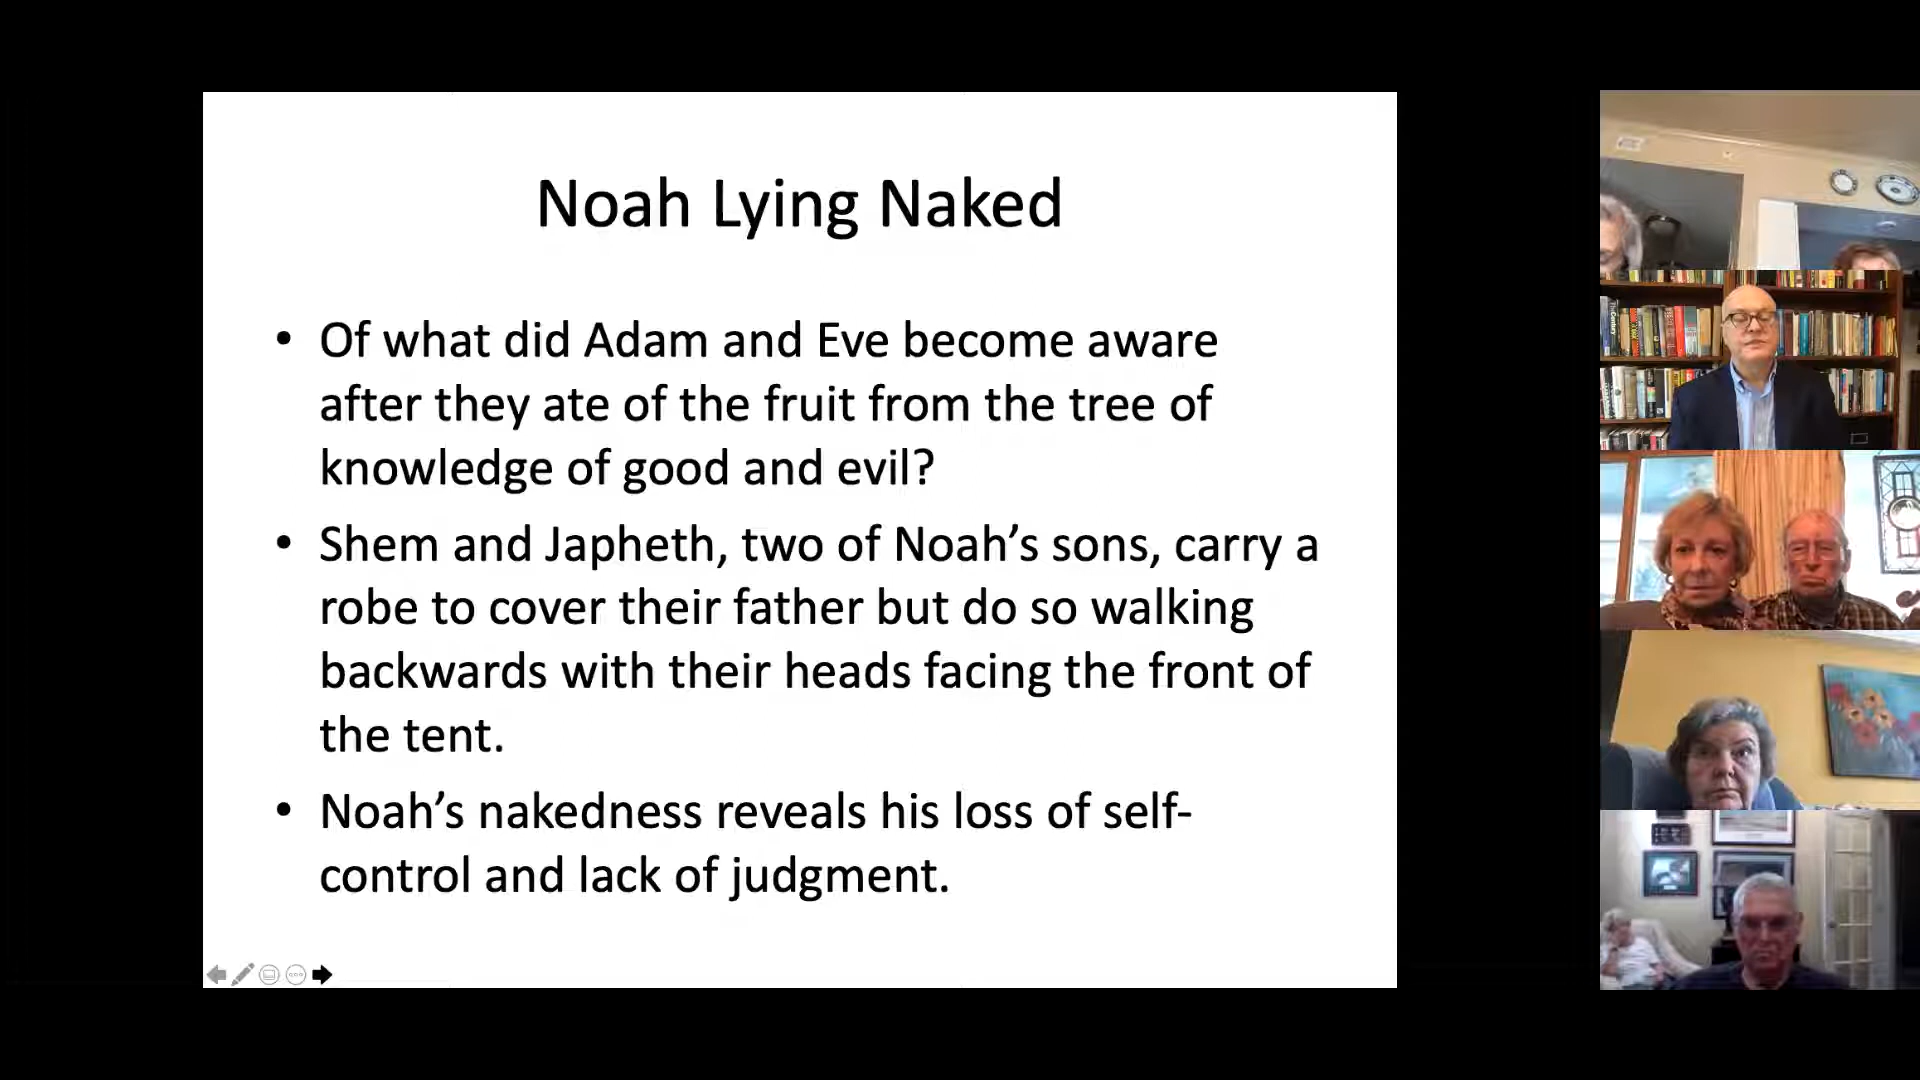 Noah Lying Naked
• Of what did Adam and Eve become aware
after they ate of the fruit from the tree of
knowledge of good and evil?
• Shem and Japheth, two of Noah’s sons, carry a
robe to cover their father but do so walking
backwards with their heads facing the front of
the tent.
• Noah’s nakedness reveals his loss of self-
control and lack of judgment.